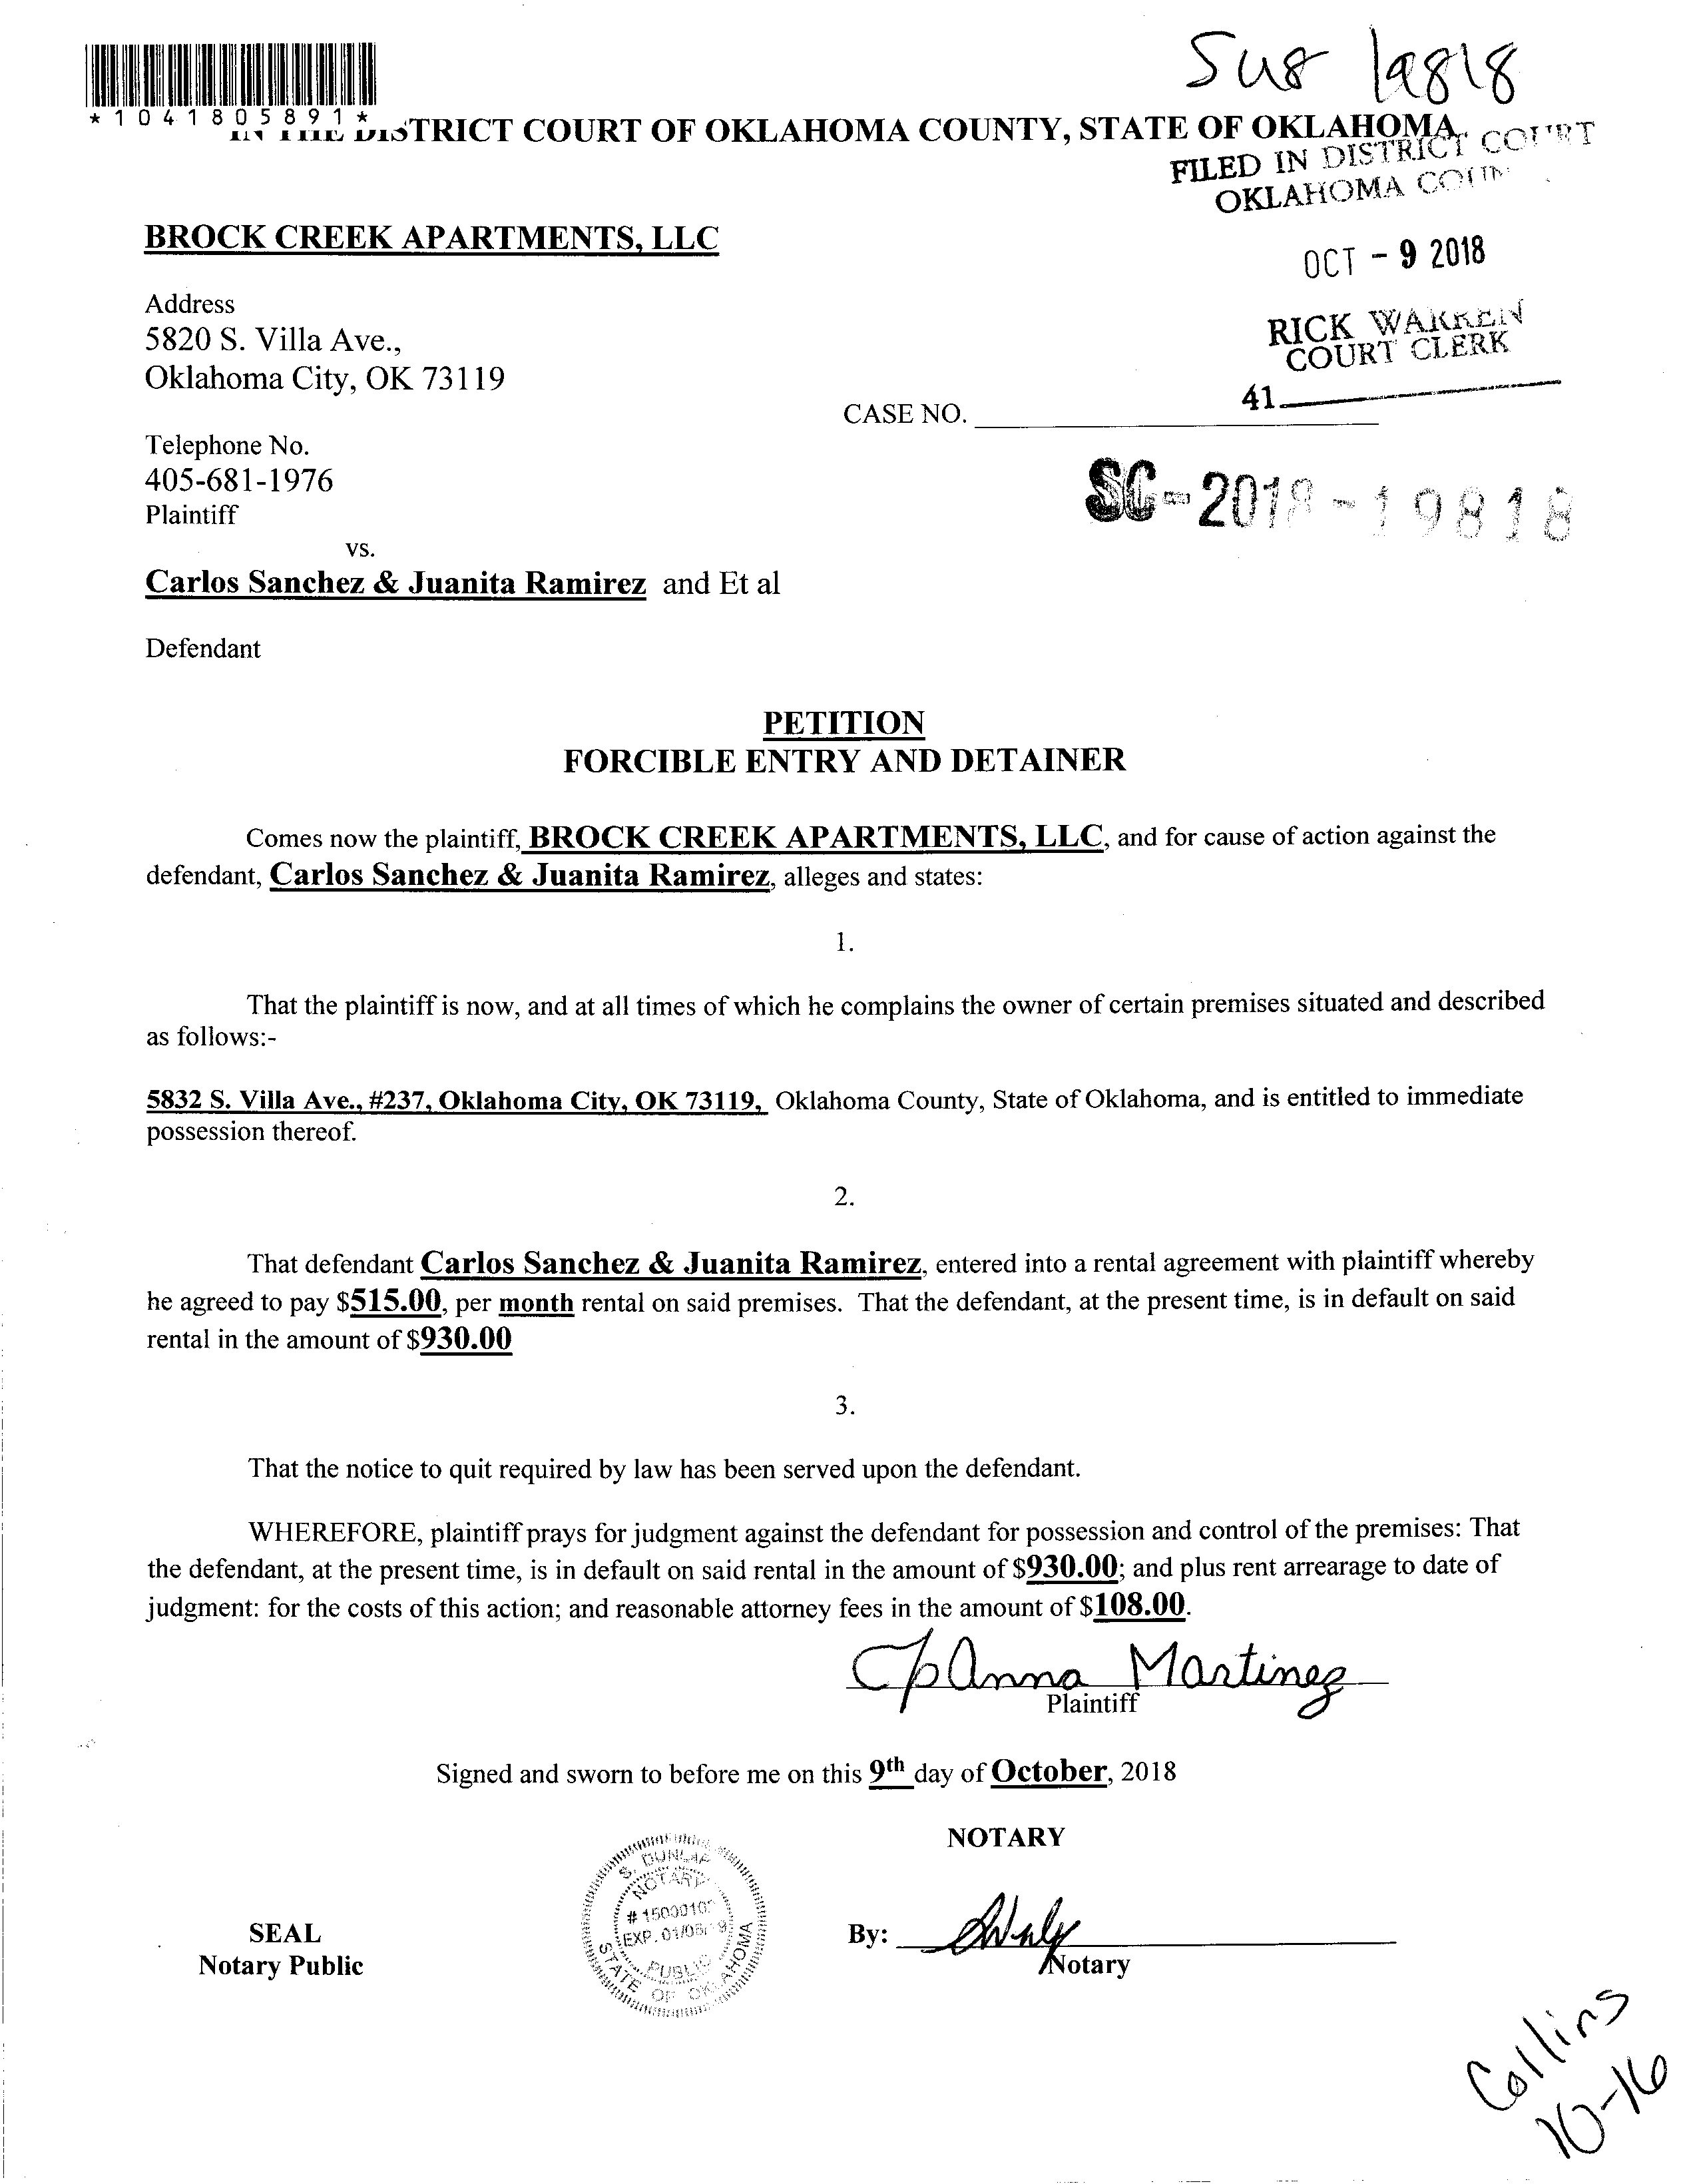 19818
*1041805891*
IN THE DISTRICT COURT OF OKLAHOMA COUNTY, STATE OF OKLAHOMA
FILED IN DISTRICT COURT
OKLAHOMA COUN
BROCK CREEK APARTMENTS, LLC
OCT - 9 2018
Address
5820 S. Villa Ave.,
Oklahoma City, OK 73119
RICK WARREN
COURT CLERK
41
CASE NO.
Telephone No.
405-681-1976
SC-2018-19818
Plaintiff
vs.
Carlos Sanchez & Juanita Ramirez and Et al
Defendant
PETITION
FORCIBLE ENTRY AND DETAINER
Comes now the plaintiff, BROCK CREEK APARTMENTS, LLC, and for cause of action against the
defendant, Carlos Sanchez & Juanita Ramirez, alleges and states:
1.
That the plaintiff is now, and at all times of which he complains the owner of certain premises situated and described
as follows:-
5832 S. Villa Ave., #237, Oklahoma City, OK 73119, Oklahoma County, State of Oklahoma, and is entitled to immediate
possession thereof.
2.
That defendant Carlos Sanchez & Juanita Ramirez, entered into a rental agreement with plaintiff whereby
he agreed to pay $515.00, per month rental on said premises. That the defendant, at the present time, is in default on said
rental in the amount of $930.00
3.
That the notice to quit required by law has been served upon the defendant.
WHEREFORE, plaintiff prays for judgment against the defendant for possession and control of the premises: That
the defendant, at the present time, is in default on said rental in the amount of $930.00; and plus rent arrearage to date of
judgment: for the costs of this action; and reasonable attorney fees in the amount of $108.00.
Anna Martinez
Plaintiff
Signed and sworn to before me on this 9th day of October, 2018
NOTARY
S. DUNLAP
NOTARY
EXP. 01/05/19
PUBLIC
STATE OF OKLAHOMA
SEAL
By:
Notary Public
Notary
Collins
10-16